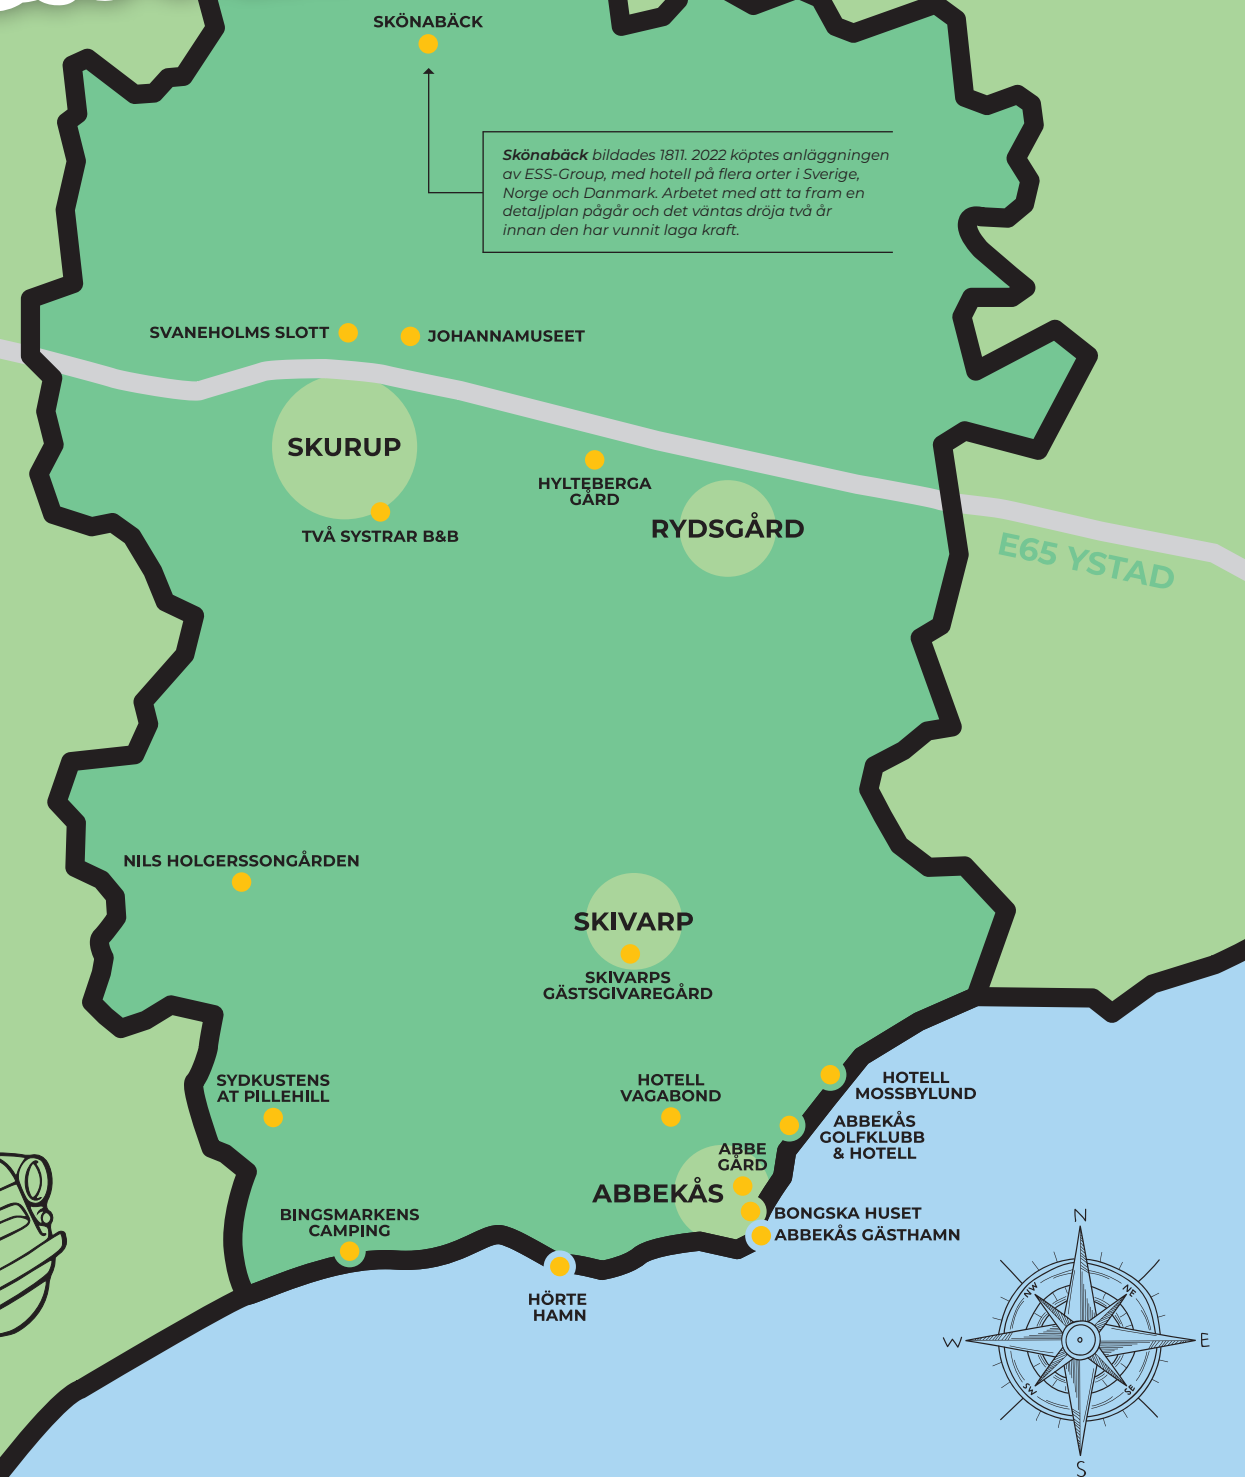 SKÖNABÄCK
Skönabäck bildades 1811. 2022 köptes anläggningen
av ESS-Group, med hotell på flera orter i Sverige,
Norge och Danmark. Arbetet med att ta fram en
detaljplan pågår och det väntas dröja två år
innan den har vunnit laga kraft.
SVANEHOLMS SLOTT
JOHANNAMUSEET
SKURUP
HYLTEBERGA
GÅRD
RYDSGÅRD
TVÅ SYSTRAR B&B
E65 YSTAD
NILS HOLGERSSONGÅRDEN
SKIVARP
SKIVARPS
GÄSTSGIVAREGÅRD
SYDKUSTENS
AT PILLEHILL
HOTELL
VAGABOND
HOTELL
MOSSBYLUND
ABBEKÅS
GOLFKLUBB
& HOTELL
ABBE
GÅRD
ABBEKÅS
BONGSKA HUSET
ABBEKÅS GÄSTHAMN
BINGSMARKENS
CAMPING
HÖRTE
HAMN
N
NW
NE
W
E
SW
SE
S